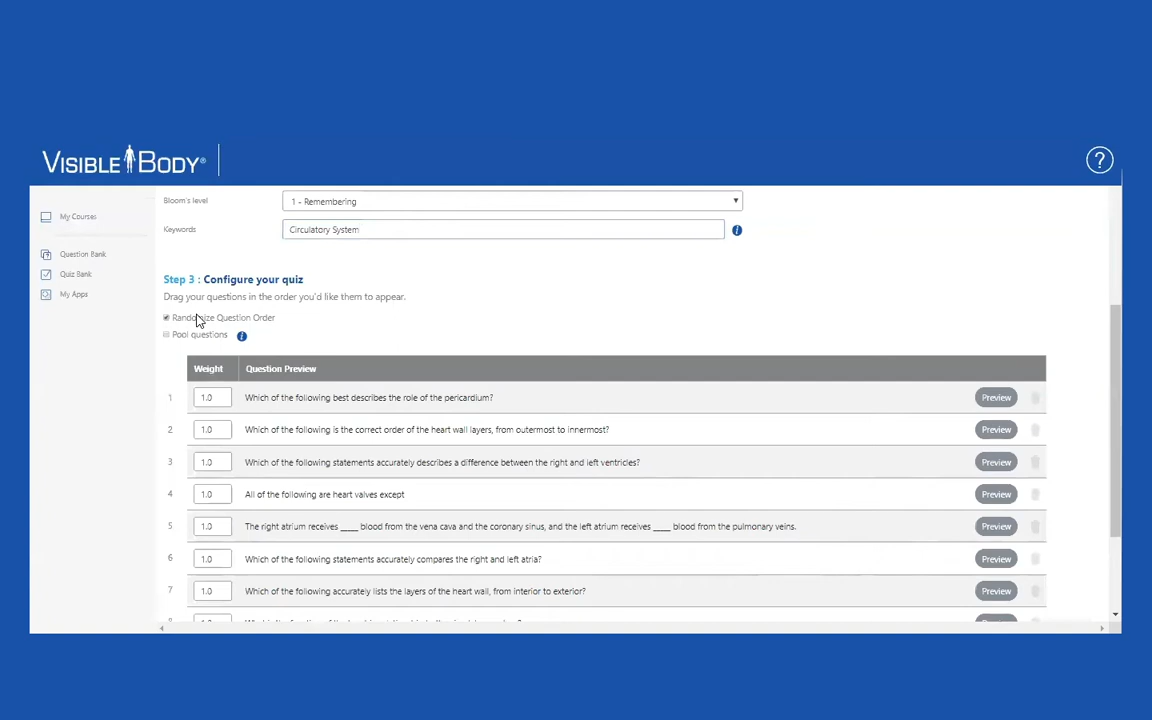 VISIBLE BODY®
?
Bloom's level
1 - Remembering
Keywords
Circulatory System
i
My Courses
Question Bank
Quiz Bank
My Apps
Step 3 : Configure your quiz
Drag your questions in the order you'd like them to appear.
Randomize Question Order
Pool questions
i
Weight Question Preview
1 1.0 Which of the following best describes the role of the pericardium? Preview
2 1.0 Which of the following is the correct order of the heart wall layers, from outermost to innermost? Preview
3 1.0 Which of the following statements accurately describes a difference between the right and left ventricles? Preview
4 1.0 All of the following are heart valves except Preview
5 1.0 The right atrium receives ____ blood from the vena cava and the coronary sinus, and the left atrium receives ____ blood from the pulmonary veins. Preview
6 1.0 Which of the following statements accurately compares the right and left atria? Preview
7 1.0 Which of the following accurately lists the layers of the heart wall, from interior to exterior? Preview